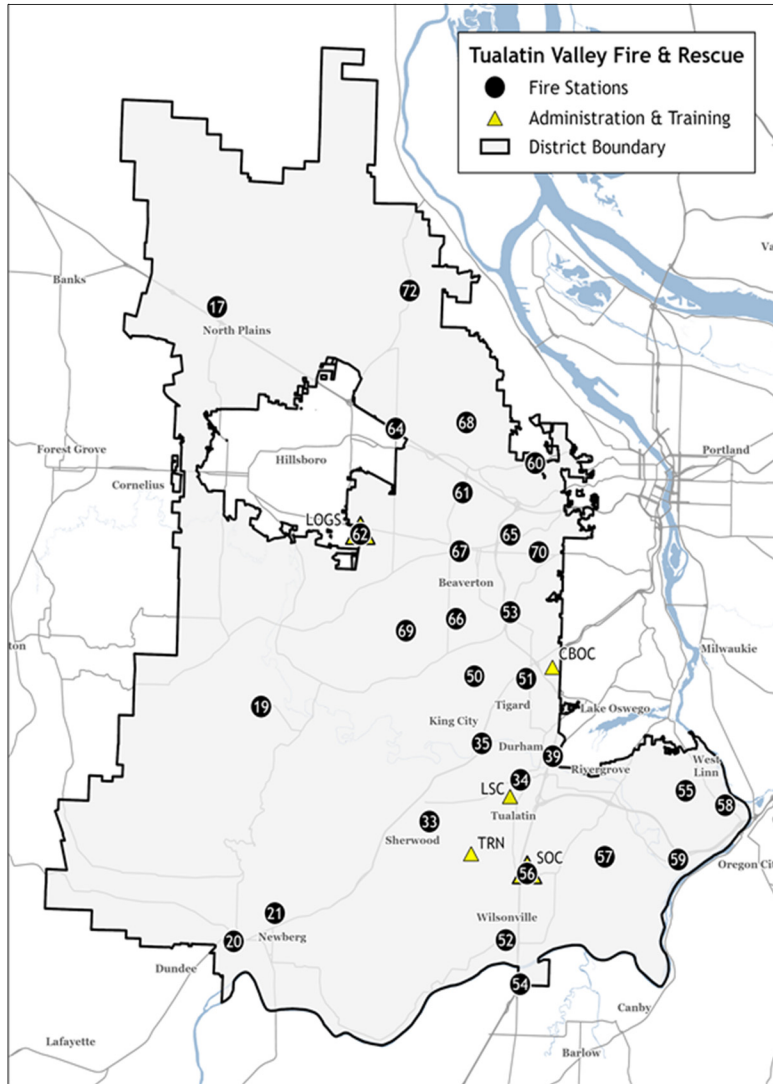 Tualatin Valley Fire & Rescue
Fire Stations
Administration & Training
District Boundary
Va
Banks
72
17
North Plains
64
68
Forest Grove
Hillsboro
60
Portland
Cornelius
61
LOGS
62
65
67
70
Beaverton
53
66
69
ton
CBOC
Milwaukie
50
51
Tigard
19
Lake Oswego
King City
35
Durham
39
Rivergrove
West
Linn
34
55
LSC
58
Tualatin
33
Sherwood
TRN
SOC
57
59
Oregon Cit
56
21
Wilsonville
20
Newberg
52
Dundee
54
Canby
Lafayette
Barlow